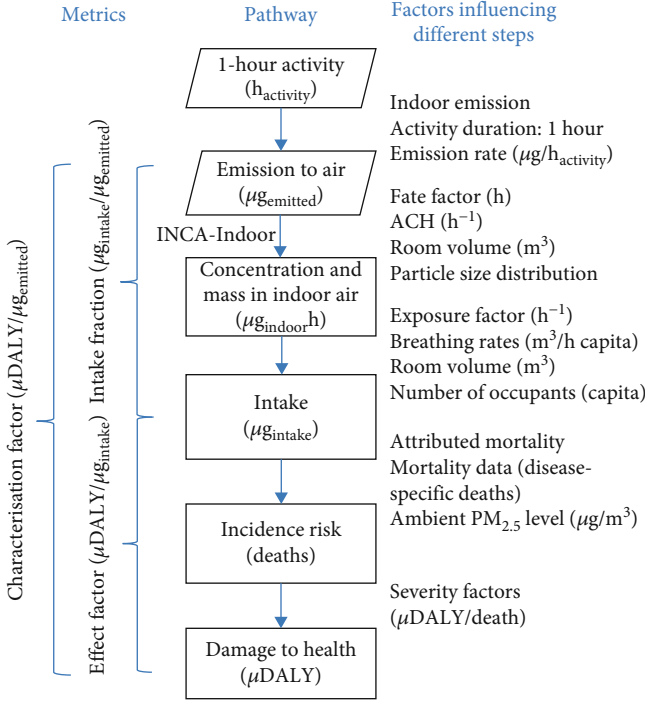 Metrics
Pathway
Factors influencing
different steps
1-hour activity
(h_activity)
Indoor emission
Activity duration: 1 hour
Emission rate (μg/h_activity)
Emission to air
(μg_emitted)
INCA-Indoor
Fate factor (h)
ACH (h⁻¹)
Room volume (m³)
Particle size distribution
Concentration and
mass in indoor air
(μg_indoor h)
Exposure factor (h⁻¹)
Breathing rates (m³/h capita)
Room volume (m³)
Number of occupants (capita)
Intake
(μg_intake)
Attributed mortality
Mortality data (disease-
specific deaths)
Ambient PM₂.₅ level (μg/m³)
Incidence risk
(deaths)
Severity factors
(μDALY/death)
Damage to health
(μDALY)
Characterisation factor (μDALY/μg_emitted)
Intake fraction (μg_intake/μg_emitted)
Effect factor (μDALY/μg_intake)